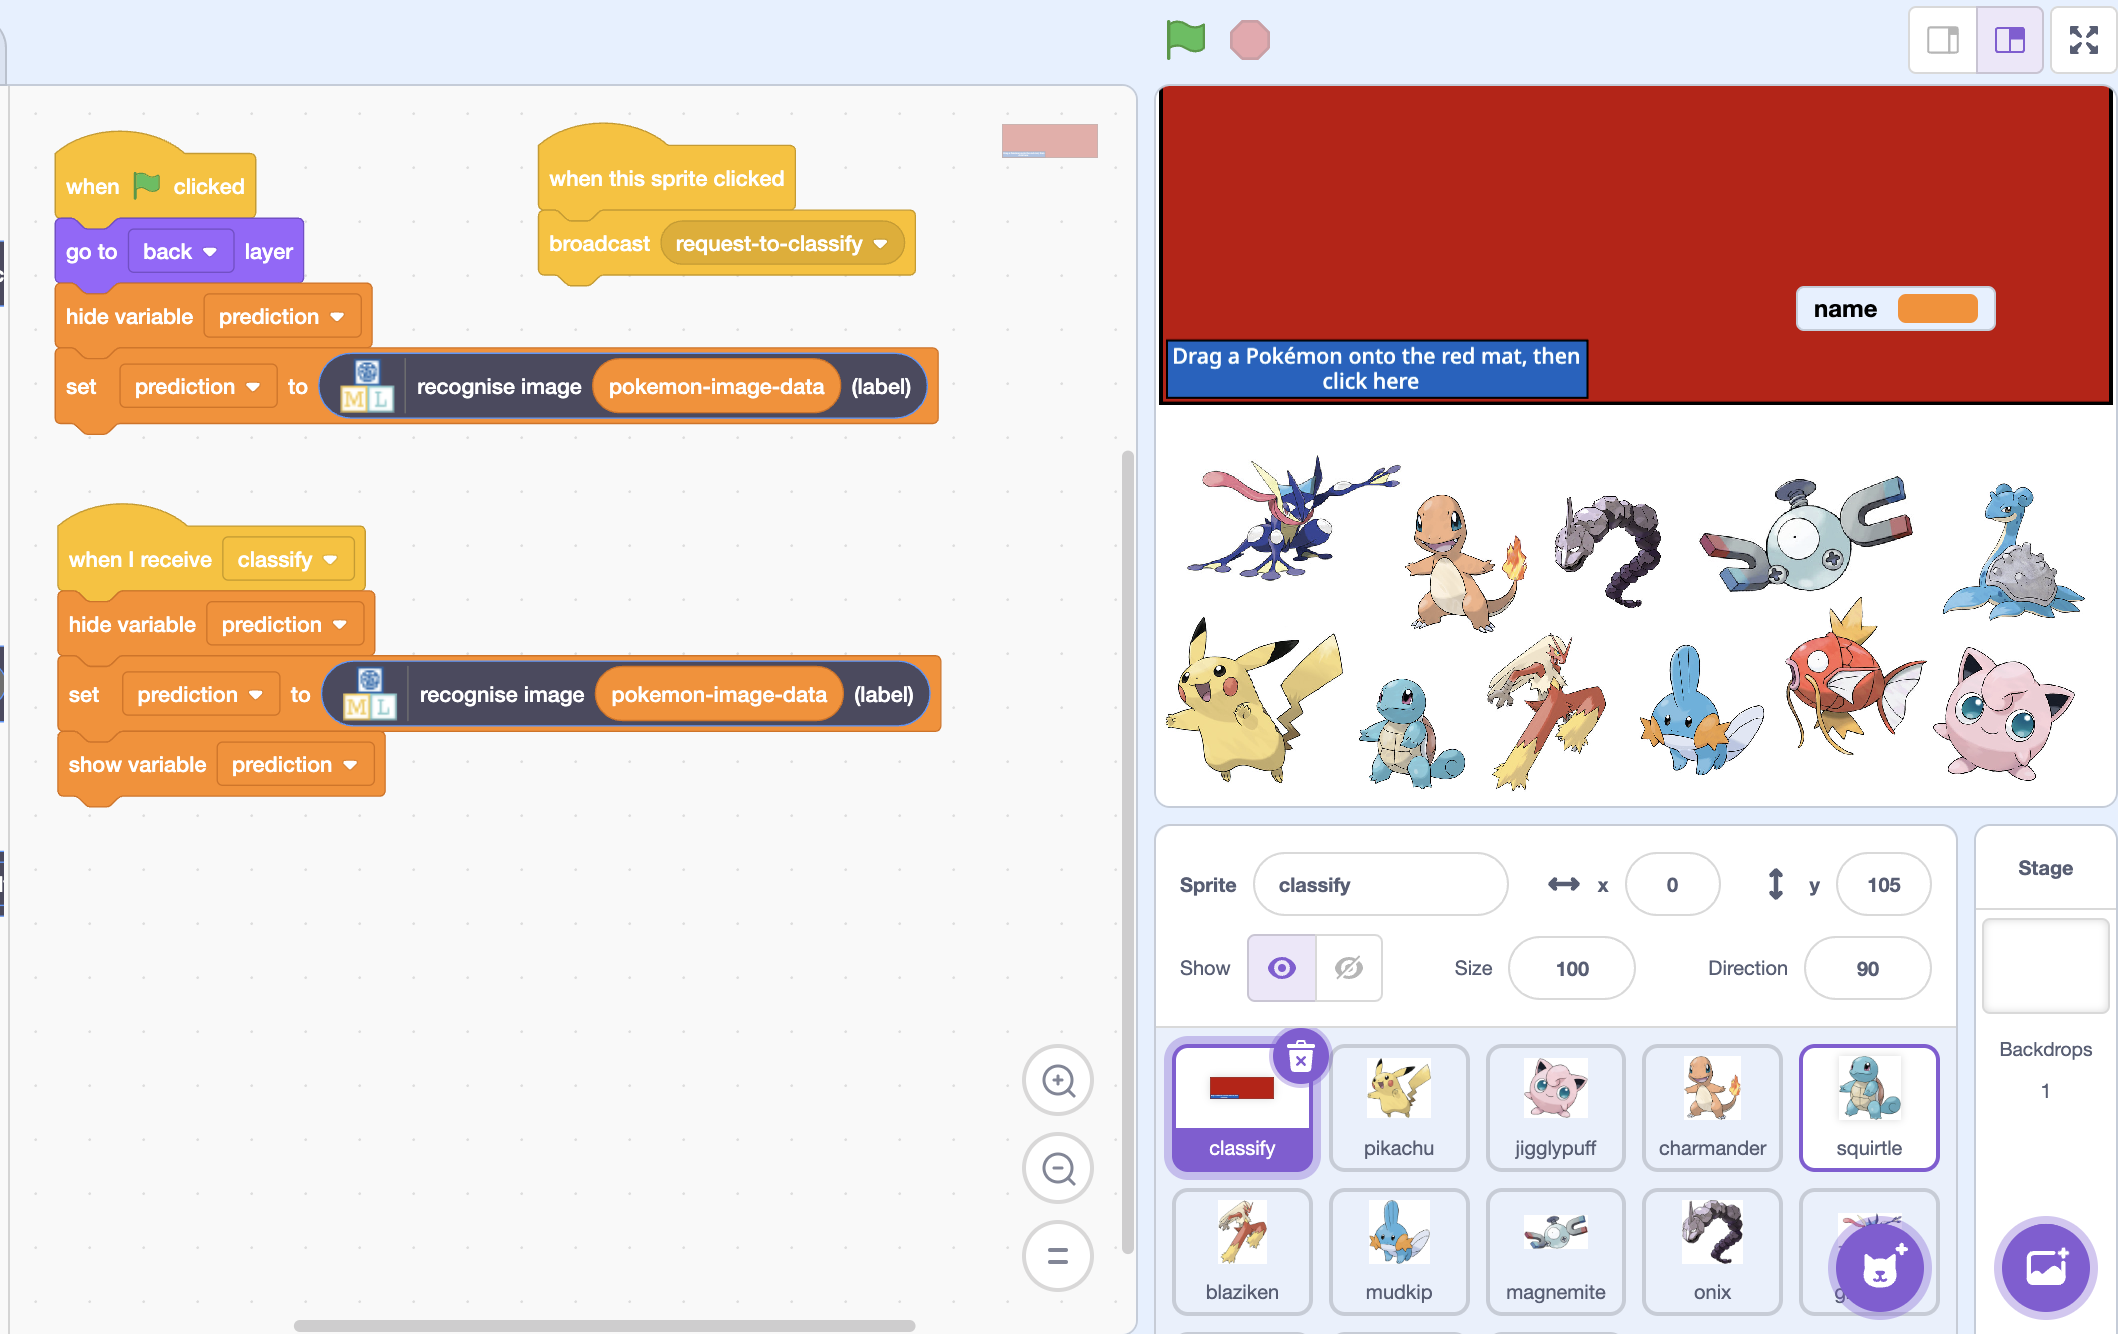 when clicked
go to back layer
hide variable prediction
set prediction to M L recognise image pokemon-image-data (label)
when this sprite clicked
broadcast request-to-classify
when I receive classify
hide variable prediction
set prediction to M L recognise image pokemon-image-data (label)
show variable prediction
name
Drag a Pokémon onto the red mat, then
click here
Sprite classify x 0 y 105
Show Size 100 Direction 90
classify pikachu jigglypuff charmander squirtle
blaziken mudkip magnemite onix
Stage
Backdrops
1